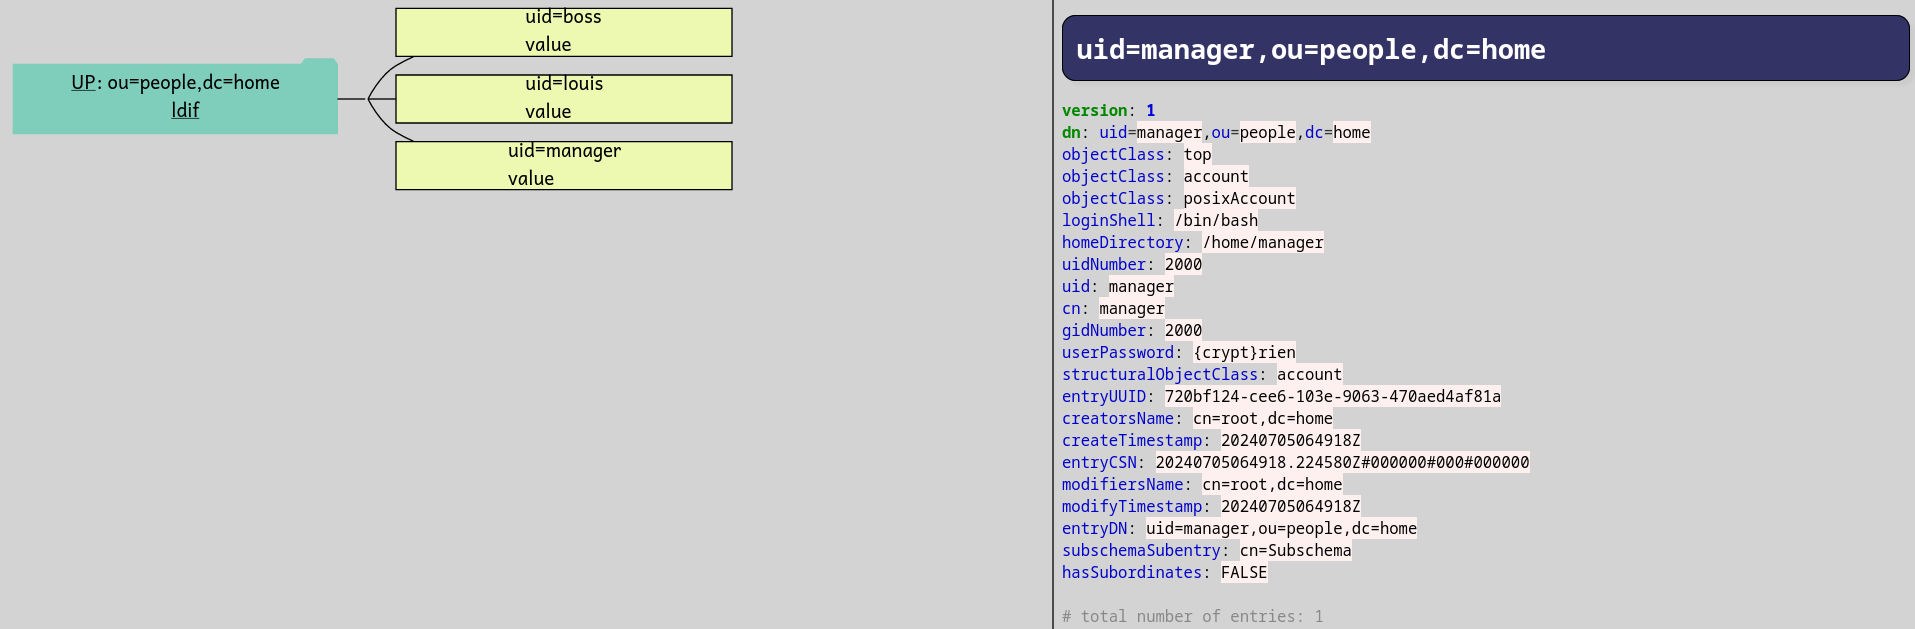 UP: ou=people,dc=home
ldif
uid=boss
value
uid=louis
value
uid=manager
value
uid=manager,ou=people,dc=home
version: 1
dn: uid=manager,ou=people,dc=home
objectClass: top
objectClass: account
objectClass: posixAccount
loginShell: /bin/bash
homeDirectory: /home/manager
uidNumber: 2000
uid: manager
cn: manager
gidNumber: 2000
userPassword: {crypt}rien
structuralObjectClass: account
entryUUID: 720bf124-cee6-103e-9063-470aed4af81a
creatorsName: cn=root,dc=home
createTimestamp: 20240705064918Z
entryCSN: 20240705064918.224580Z#000000#000#000000
modifiersName: cn=root,dc=home
modifyTimestamp: 20240705064918Z
entryDN: uid=manager,ou=people,dc=home
subschemaSubentry: cn=Subschema
hasSubordinates: FALSE
# total number of entries: 1